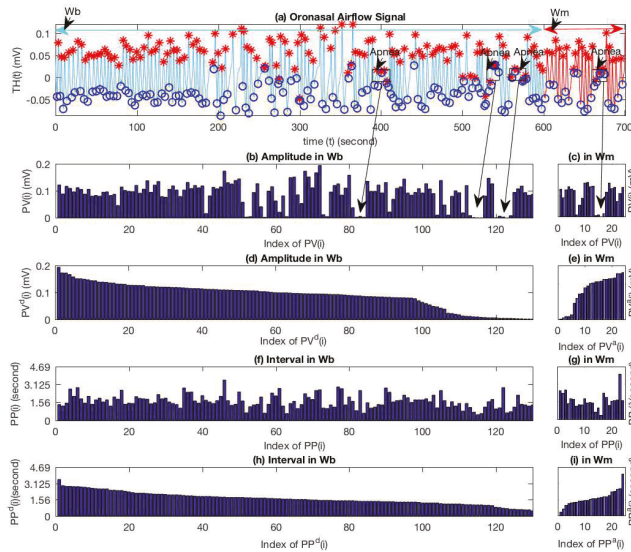 Wb
(a) Oronasal Airflow Signal
Wm
0.1
0.05
0
-0.05
TH(t) (mV)
Apnea
Apnea
Apnea
Apnea
0 100 200 300 400 500 600 700
time (t) (second)
(b) Amplitude in Wb
(c) in Wm
0.2
0.1
0
PV(i) (mV)
0 20 40 60 80 100 120
0 10 20
Index of PV(i)
Index of PV(i)
(d) Amplitude in Wb
(e) in Wm
0.2
0.1
0
PVᵈ(i) (mV)
0 20 40 60 80 100 120
0 10 20
Index of PVᵈ(i)
Index of PVᵃ(i)
(f) Interval in Wb
(g) in Wm
4.69
3.125
1.56
0
PP(i) (second)
0 20 40 60 80 100 120
0 10 20
Index of PP(i)
Index of PP(i)
(h) Interval in Wb
(i) in Wm
4.69
3.125
1.56
0
PPᵈ(i)(second)
0 20 40 60 80 100 120
0 10 20
Index of PPᵈ(i)
Index of PPᵃ(i)